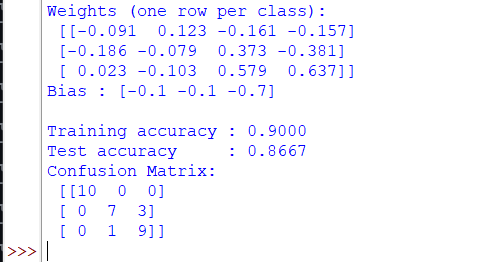 Weights (one row per class):
 [[-0.091  0.123 -0.161 -0.157]
 [-0.186 -0.079  0.373 -0.381]
 [ 0.023 -0.103  0.579  0.637]]
Bias : [-0.1 -0.1 -0.7]

Training accuracy : 0.9000
Test accuracy     : 0.8667
Confusion Matrix:
 [[10  0  0]
 [ 0  7  3]
 [ 0  1  9]]
>>>